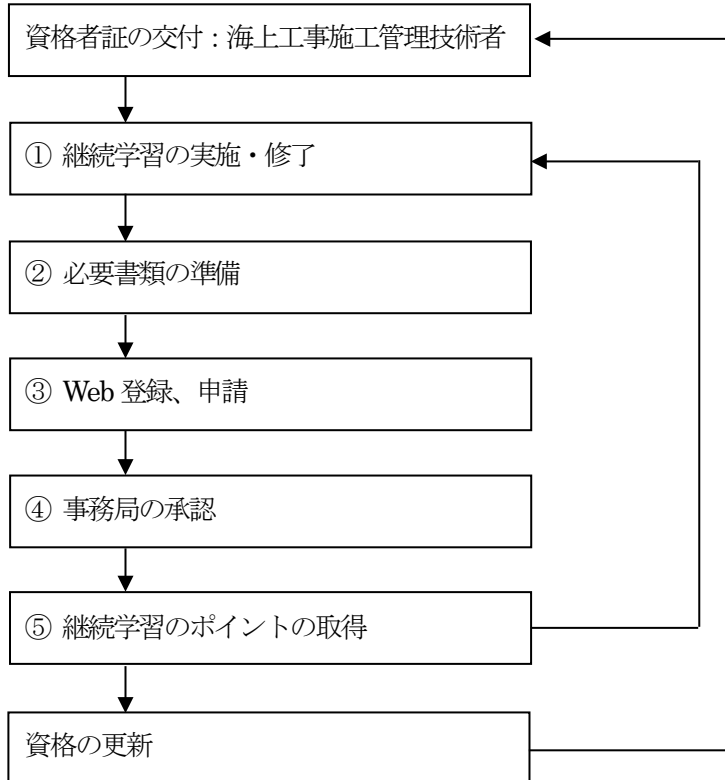 資格者証の交付:海上工事施工管理技術者
① 継続学習の実施・修了
② 必要書類の準備
③ Web 登録、申請
④ 事務局の承認
⑤ 継続学習のポイントの取得
資格の更新